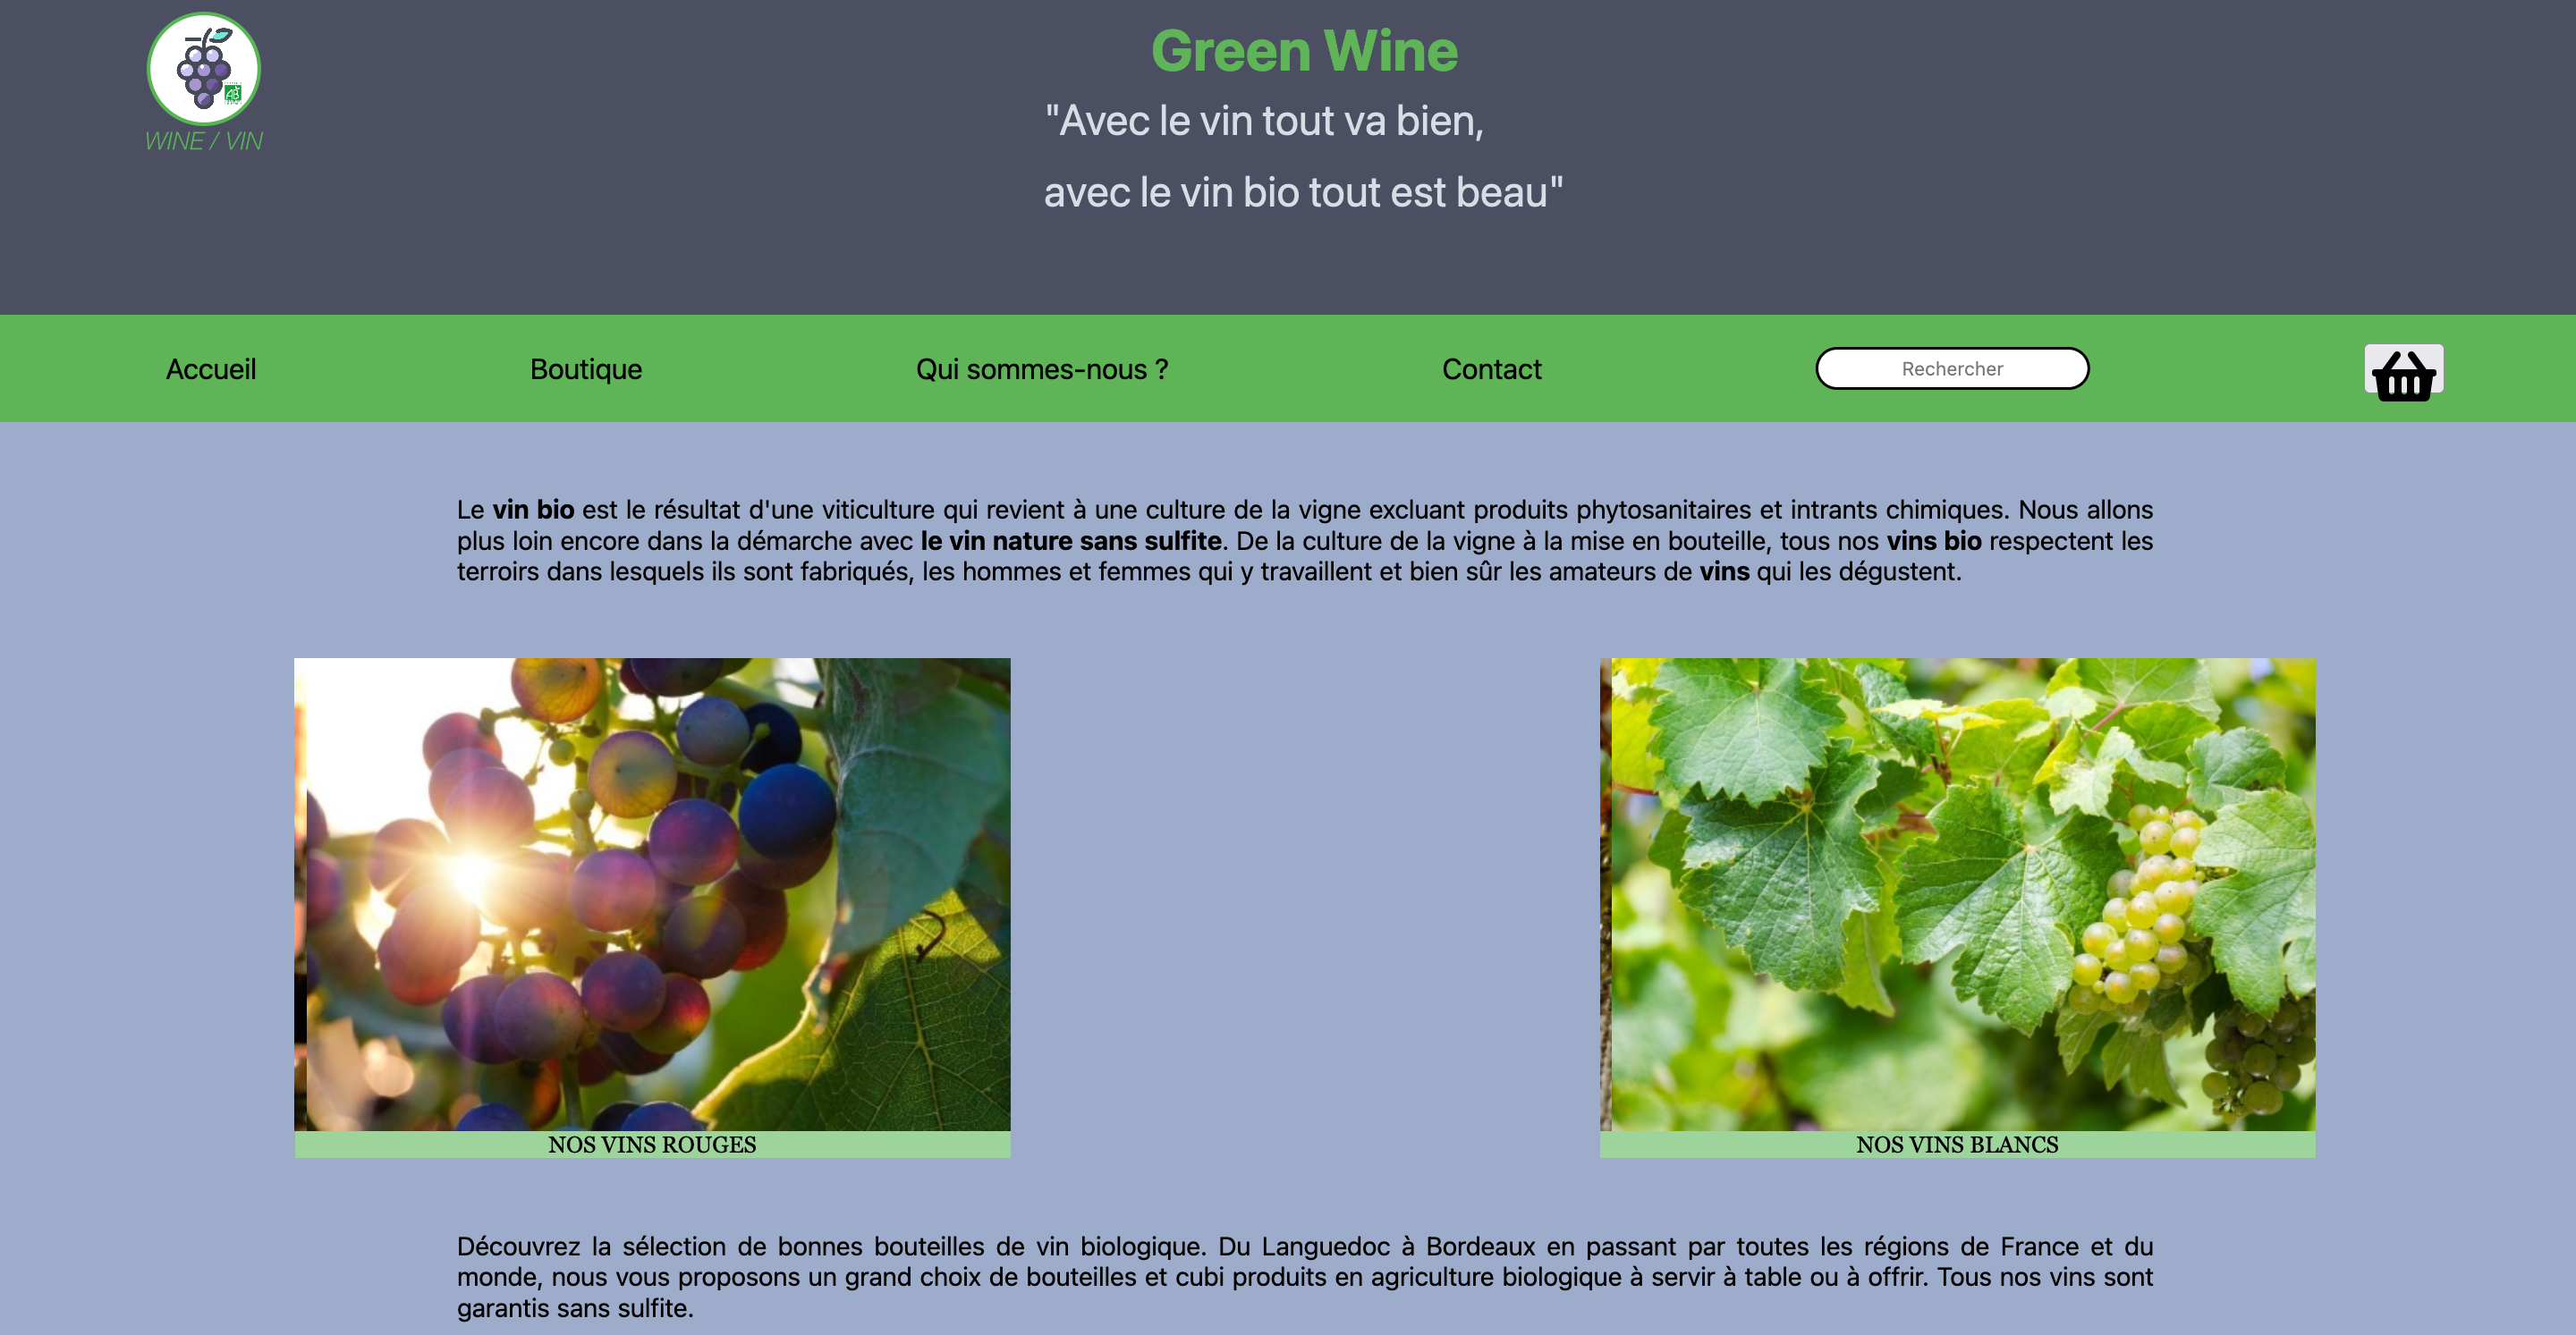 AB
WINE / VIN
Green Wine
"Avec le vin tout va bien,
avec le vin bio tout est beau"
Accueil
Boutique
Qui sommes-nous ?
Contact
Rechercher
Le vin bio est le résultat d'une viticulture qui revient à une culture de la vigne excluant produits phytosanitaires et intrants chimiques. Nous allons
plus loin encore dans la démarche avec le vin nature sans sulfite. De la culture de la vigne à la mise en bouteille, tous nos vins bio respectent les
terroirs dans lesquels ils sont fabriqués, les hommes et femmes qui y travaillent et bien sûr les amateurs de vins qui les dégustent.
NOS VINS ROUGES
NOS VINS BLANCS
Découvrez la sélection de bonnes bouteilles de vin biologique. Du Languedoc à Bordeaux en passant par toutes les régions de France et du
monde, nous vous proposons un grand choix de bouteilles et cubi produits en agriculture biologique à servir à table ou à offrir. Tous nos vins sont
garantis sans sulfite.